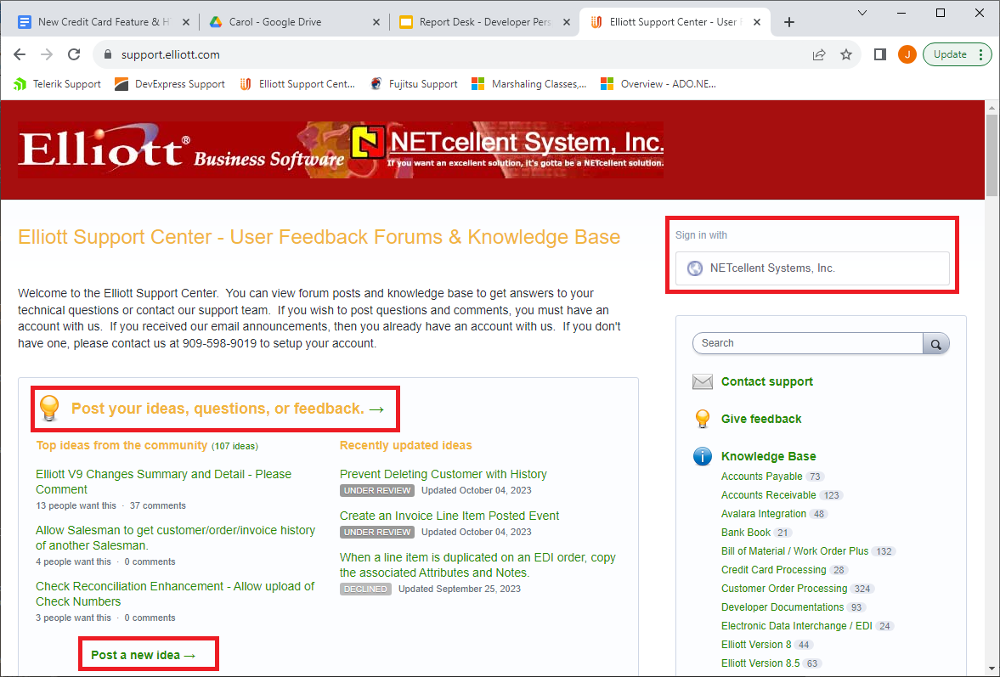 New Credit Card Feature & H
Carol - Google Drive
Report Desk - Developer Pers
Elliott Support Center - User F
support.elliott.com
J
Update
Telerik Support
DevExpress Support
Elliott Support Cent...
Fujitsu Support
Marshaling Classes,...
Overview - ADO.NE...
Elliott® Business Software
N
NETcellent System, Inc.
If you want an excellent solution, it's gotta be a NETcellent solution.
Elliott Support Center - User Feedback Forums & Knowledge Base
Welcome to the Elliott Support Center.  You can view forum posts and knowledge base to get answers to your
technical questions or contact our support team.  If you wish to post questions and comments, you must have an
account with us.  If you received our email announcements, then you already have an account with us.  If you don't
have one, please contact us at 909-598-9019 to setup your account.
Post your ideas, questions, or feedback. →
Top ideas from the community (107 ideas)
Elliott V9 Changes Summary and Detail - Please
Comment
13 people want this · 37 comments
Allow Salesman to get customer/order/invoice history
of another Salesman.
4 people want this · 0 comments
Check Reconciliation Enhancement - Allow upload of
Check Numbers
3 people want this · 0 comments
Post a new idea →
Recently updated ideas
Prevent Deleting Customer with History
UNDER REVIEW Updated October 04, 2023
Create an Invoice Line Item Posted Event
UNDER REVIEW Updated October 04, 2023
When a line item is duplicated on an EDI order, copy
the associated Attributes and Notes.
DECLINED Updated September 25, 2023
Sign in with
NETcellent Systems, Inc.
Search
Contact support
Give feedback
Knowledge Base
Accounts Payable 73
Accounts Receivable 123
Avalara Integration 48
Bank Book 21
Bill of Material / Work Order Plus 132
Credit Card Processing 28
Customer Order Processing 324
Developer Documentations 93
Electronic Data Interchange / EDI 24
Elliott Version 8 44
Elliott Version 8.5 63